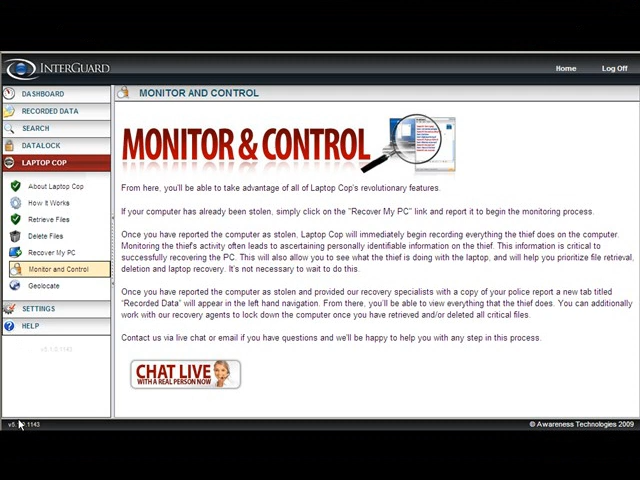 INTERGUARD
Home Log Off
DASHBOARD
RECORDED DATA
SEARCH
DATALOCK
LAPTOP COP
About Laptop Cop
How It Works
Retrieve Files
Delete Files
Recover My PC
Monitor and Control
Geolocate
SETTINGS
HELP
v5.1.0.1143
MONITOR AND CONTROL
MONITOR & CONTROL
From here, you'll be able to take advantage of all of Laptop Cop's revolutionary features.
If your computer has already been stolen, simply click on the "Recover My PC" link and report it to begin the monitoring process.
Once you have reported the computer as stolen, Laptop Cop will immediately begin recording everything the thief does on the computer.
Monitoring the thief's activity often leads to ascertaining personally identifiable information on the thief. This information is critical to
successfully recovering the PC. This will also allow you to see what the thief is doing with the laptop, and will help you prioritize file retrieval,
deletion and laptop recovery. It's not necessary to wait to do this.
Once you have reported the computer as stolen and provided our recovery specialists with a copy of your police report a new tab titled
"Recorded Data" will appear in the left hand navigation. From there, you'll be able to view everything that the thief does. You can additionally
work with our recovery agents to lock down the computer once you have retrieved and/or deleted all critical files.
Contact us via live chat or email if you have questions and we'll be happy to help you with any step in this process.
CHAT LIVE
WITH A REAL PERSON NOW
© Awareness Technologies 2009